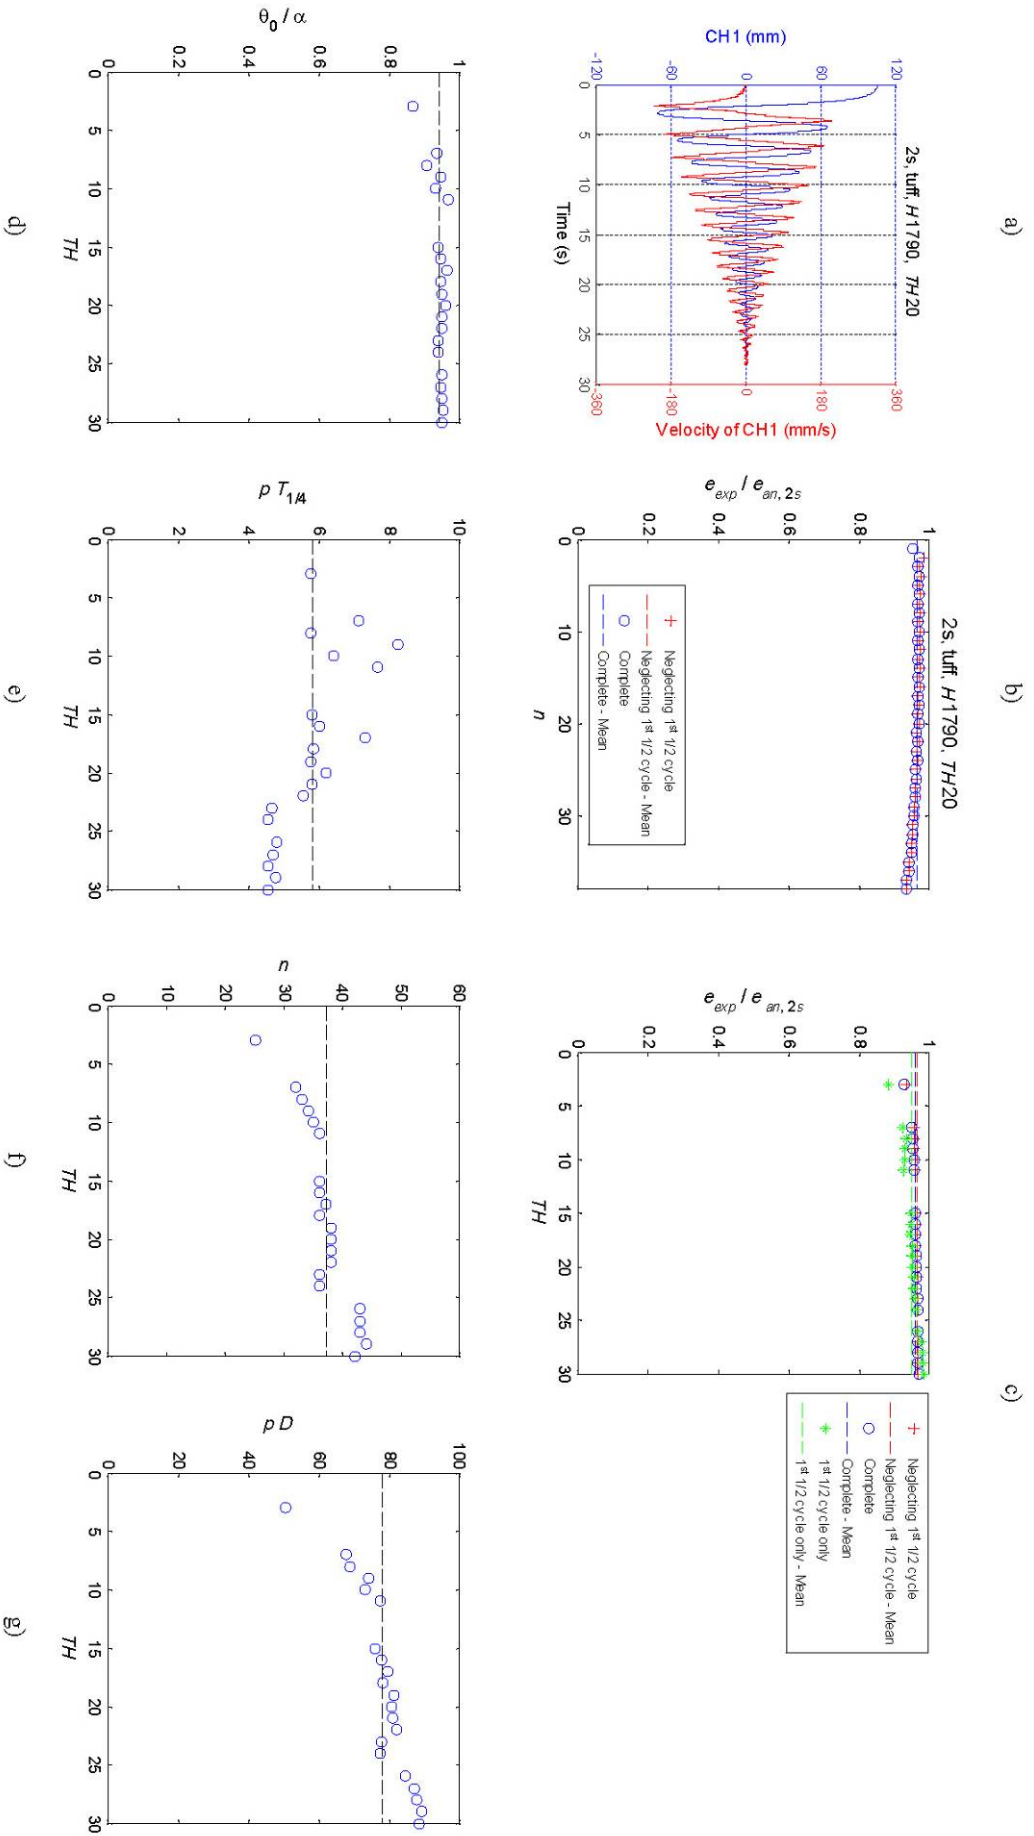 a)
2s, tuff, H1790, TH20
CH1 (mm)
120
60
0
-60
-120
360
180
0
-180
-360
Velocity of CH1 (mm/s)
0
5
10
15
20
25
30
Time (s)
b)
2s, tuff, H1790, TH20
e exp / e an, 2s
1
0.8
0.6
0.4
0.2
0
0
10
20
30
n
Neglecting 1st 1/2 cycle
Neglecting 1st 1/2 cycle - Mean
Complete
Complete - Mean
c)
e exp / e an, 2s
1
0.8
0.6
0.4
0.2
0
0
5
10
15
20
25
30
TH
Neglecting 1st 1/2 cycle
Neglecting 1st 1/2 cycle - Mean
Complete
Complete - Mean
1st 1/2 cycle only
1st 1/2 cycle only - Mean
θ0 / α
1
0.8
0.6
0.4
0.2
0
0
5
10
15
20
25
30
TH
d)
p T1/4
10
8
6
4
2
0
0
5
10
15
20
25
30
TH
e)
n
60
50
40
30
20
10
0
0
5
10
15
20
25
30
TH
f)
p D
100
80
60
40
20
0
0
5
10
15
20
25
30
TH
g)